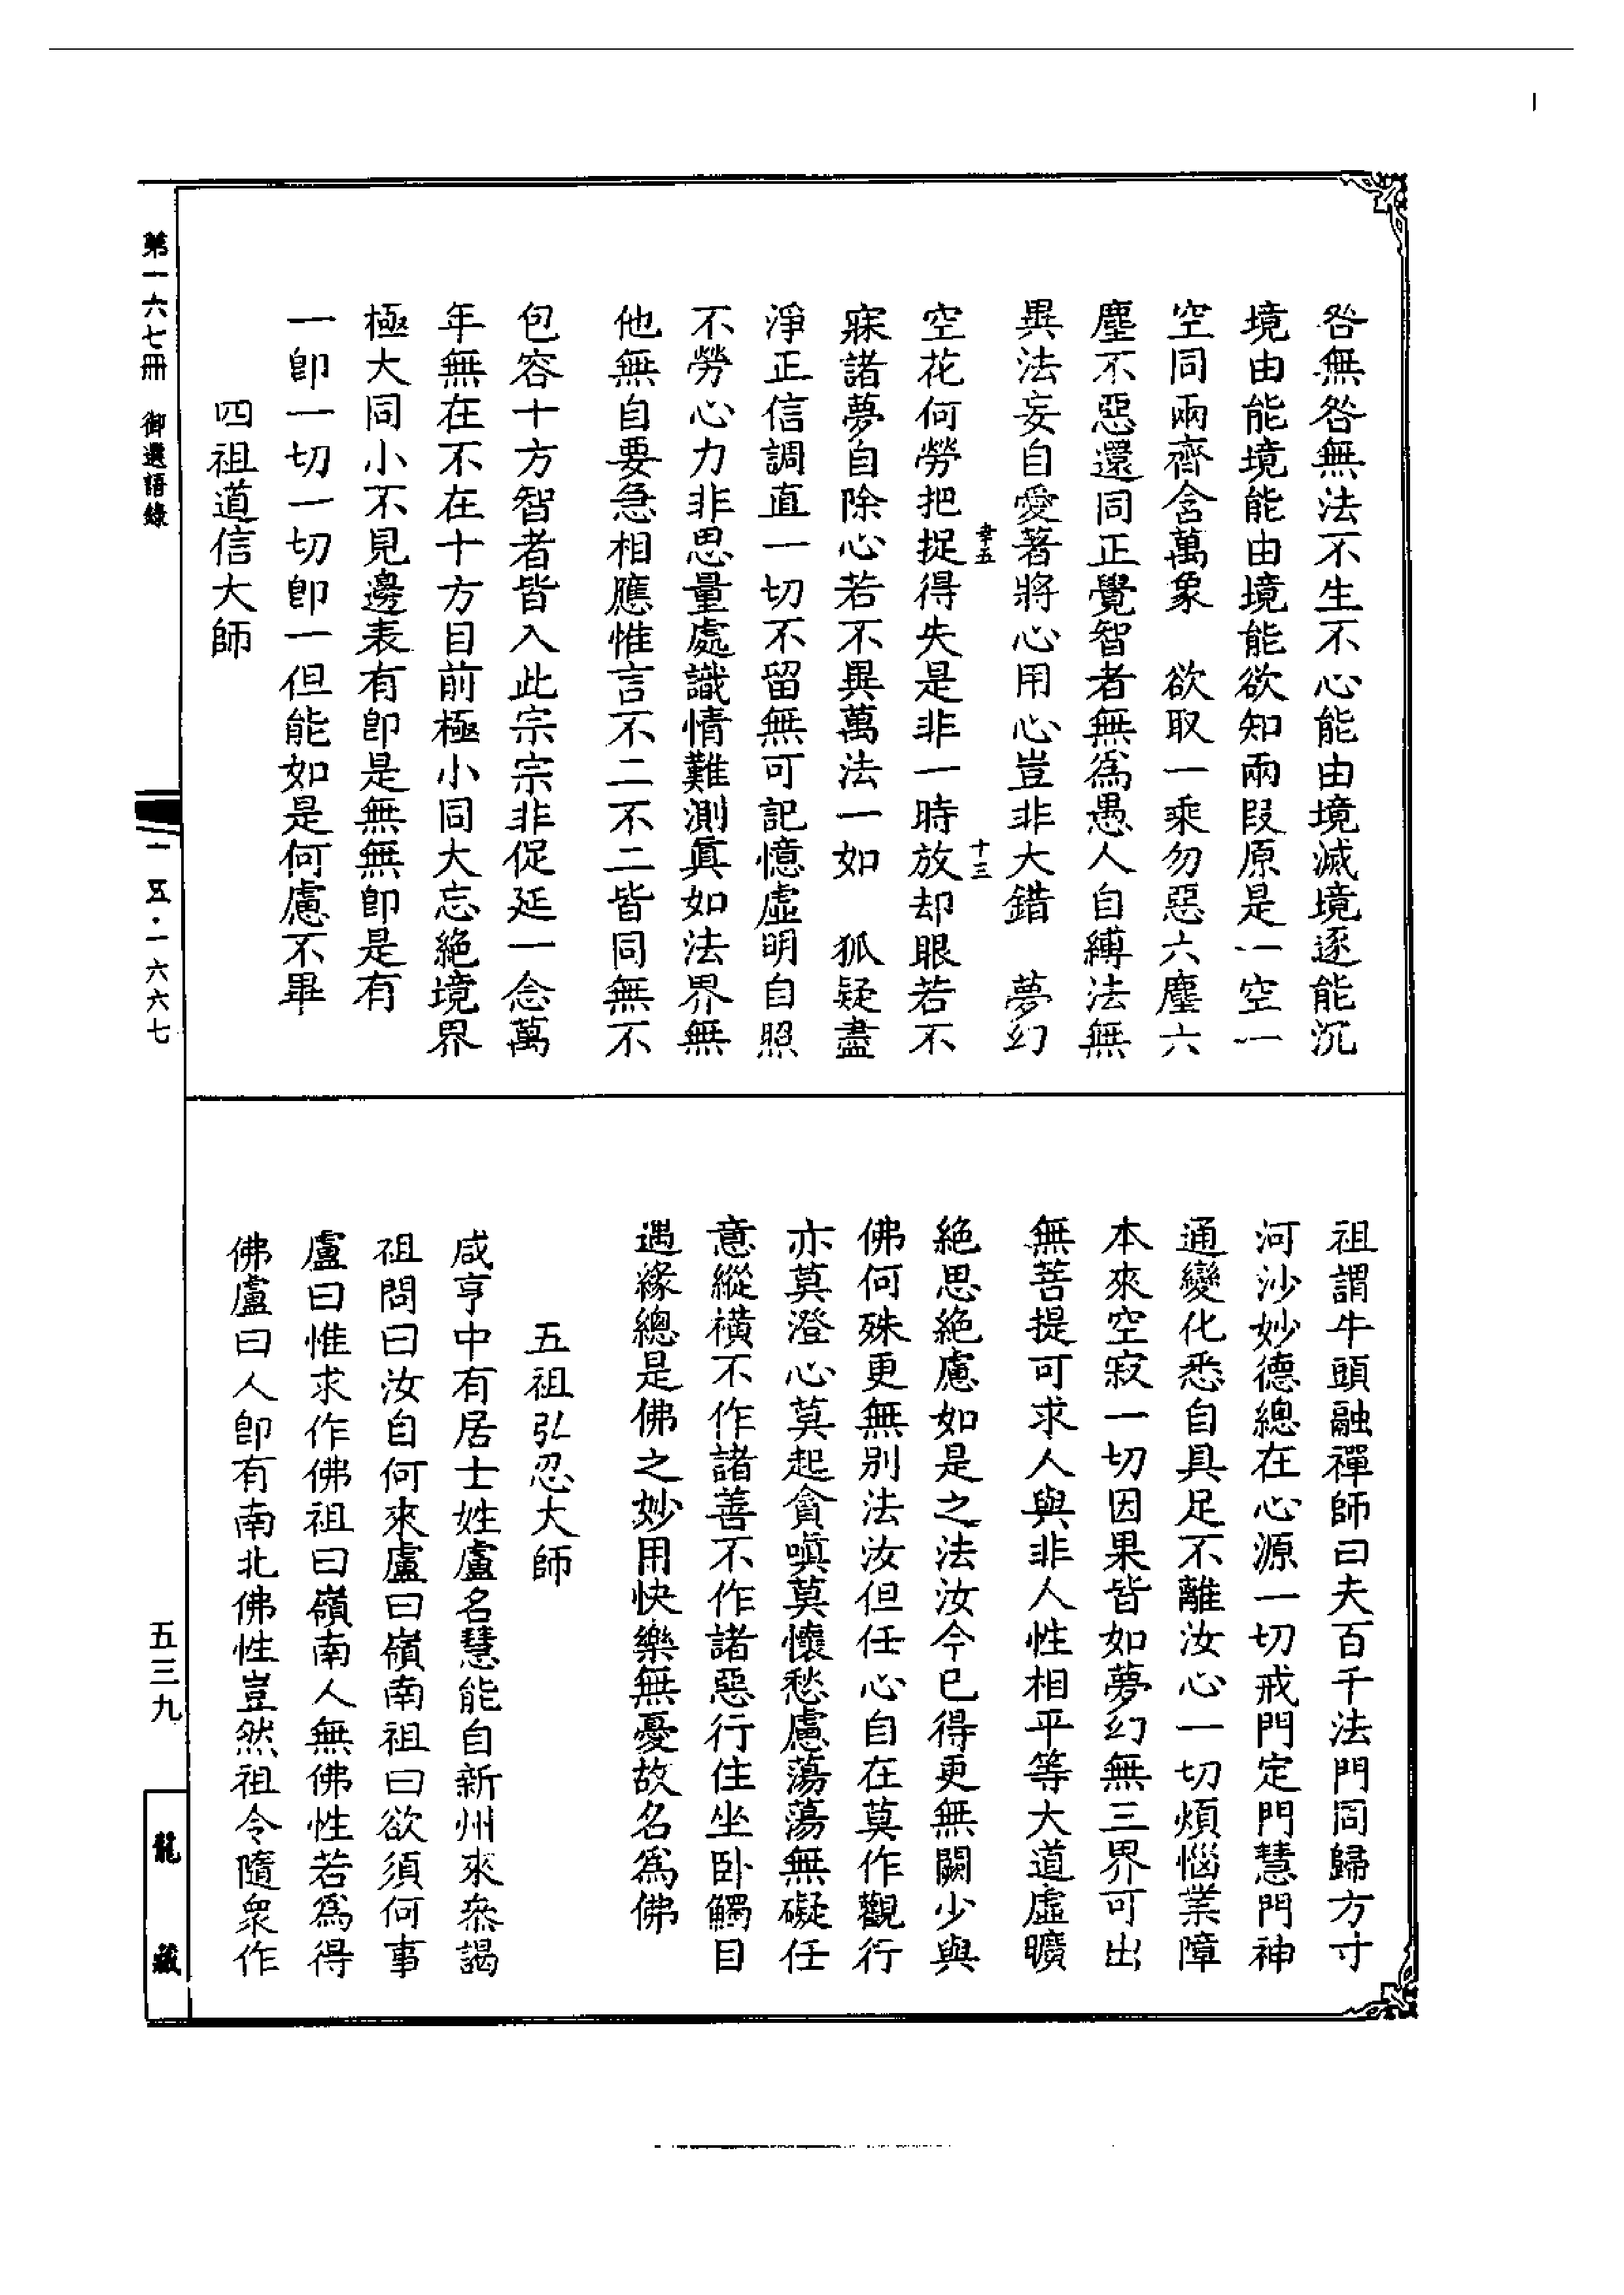 咎無咎無法不生不心能由境滅境逐能沉
境由能境能由境能欲知兩段原是一空一
空同兩齊含萬象　欲取一乘勿惡六塵六
塵不惡還同正覺智者無爲愚人自縛法無
異法妄自愛著將心用心豈非大錯　夢幻
幸五
十三
空花何勞把捉得失是非一時放却眼若不
寐諸夢自除心若不異萬法一如　狐疑盡
淨正信調直一切不留無可記憶虛明自照
不勞心力非思量處識情難測眞如法界無
他無自要急相應惟言不二不二皆同無不
包容十方智者皆入此宗宗非促延一念萬
年無在不在十方目前極小同大忘絶境界
極大同小不見邊表有卽是無無卽是有
一卽一切一切卽一但能如是何慮不畢
四祖道信大師
祖謂牛頭融禪師曰夫百千法門同歸方寸
河沙妙德總在心源一切戒門定門慧門神
通變化悉自具足不離汝心一切煩惱業障
本來空寂一切因果皆如夢幻無三界可出
無菩提可求人與非人性相平等大道虛曠
絶思絶慮如是之法汝今已得更無闕少與
佛何殊更無别法汝但任心自在莫作觀行
亦莫澄心莫起貪嗔莫懷愁慮蕩蕩無礙任
意縱橫不作諸善不作諸惡行住坐卧觸目
遇緣總是佛之妙用快樂無憂故名爲佛
五祖弘忍大師
咸亨中有居士姓盧名慧能自新州來叅謁
祖問曰汝自何來盧曰嶺南祖曰欲須何事
盧曰惟求作佛祖曰嶺南人無佛性若爲得
佛盧曰人卽有南北佛性豈然祖令隨衆作
第一六七冊　御選語錄
一五·一六六七
五三九
龍藏